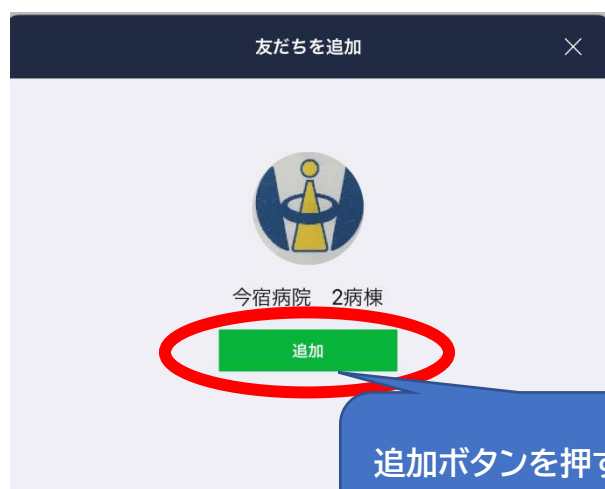 友だちを追加
今宿病院　2病棟
追加
追加ボタンを押す